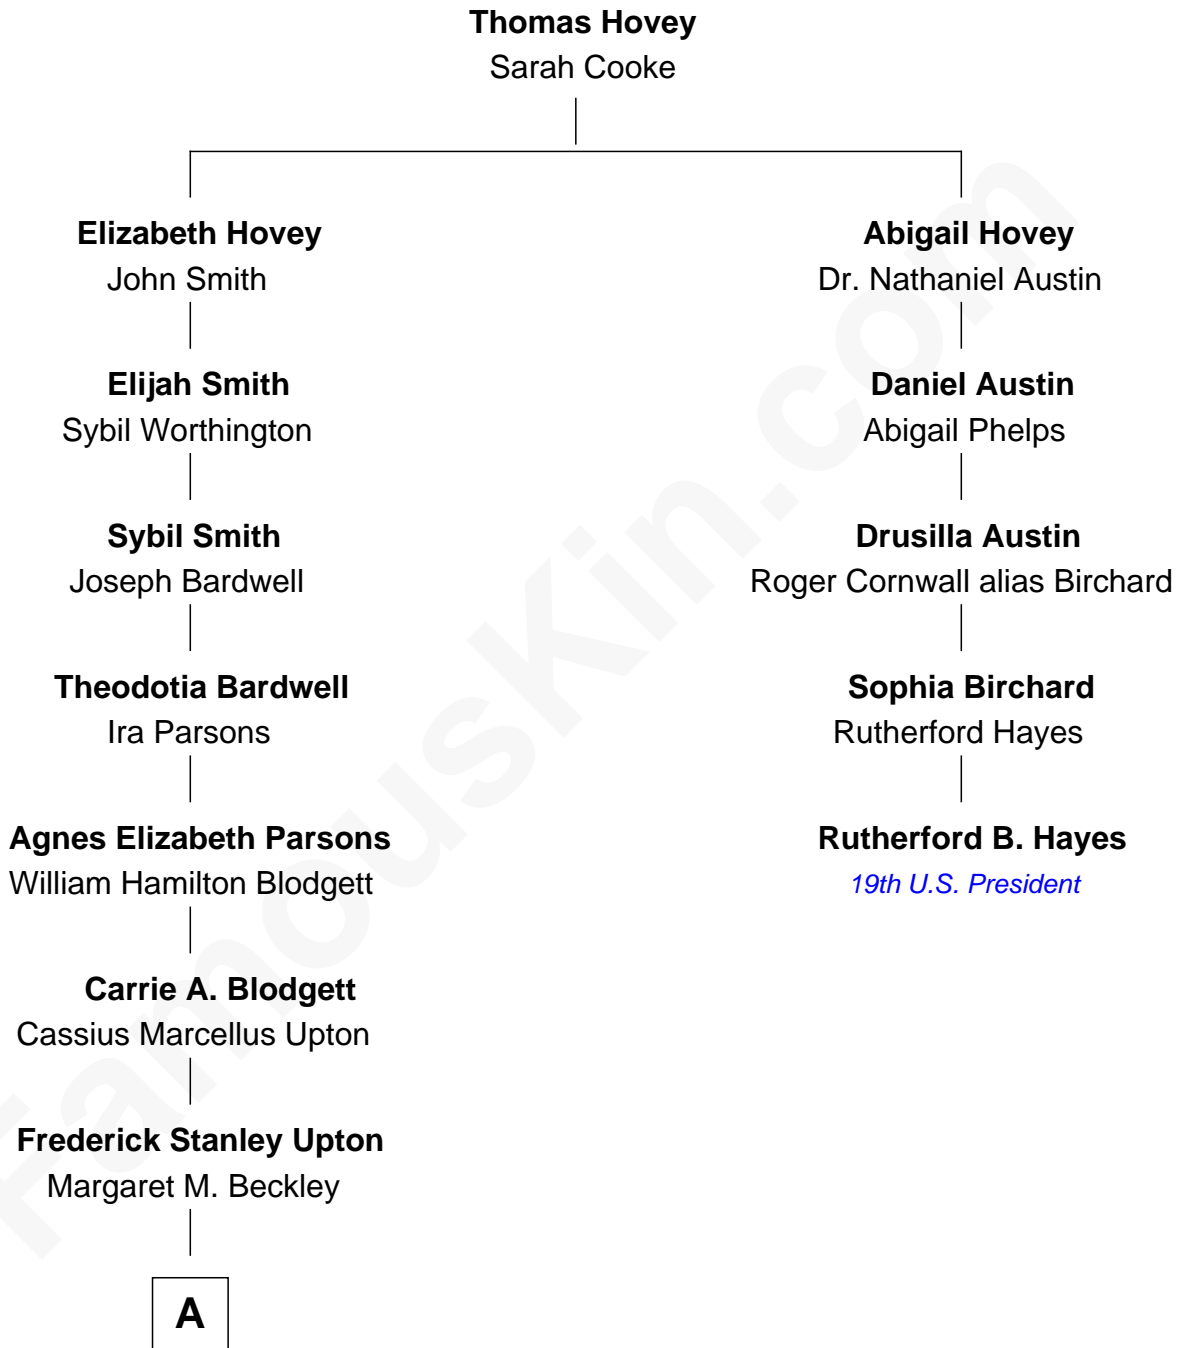 Thomas Hovey
Sarah Cooke
Elizabeth Hovey
John Smith
Abigail Hovey
Dr. Nathaniel Austin
Elijah Smith
Sybil Worthington
Daniel Austin
Abigail Phelps
Sybil Smith
Joseph Bardwell
Drusilla Austin
Roger Cornwall alias Birchard
Theodotia Bardwell
Ira Parsons
Sophia Birchard
Rutherford Hayes
Agnes Elizabeth Parsons
William Hamilton Blodgett
Rutherford B. Hayes
19th U.S. President
Carrie A. Blodgett
Cassius Marcellus Upton
Frederick Stanley Upton
Margaret M. Beckley
A
FamousKin.com